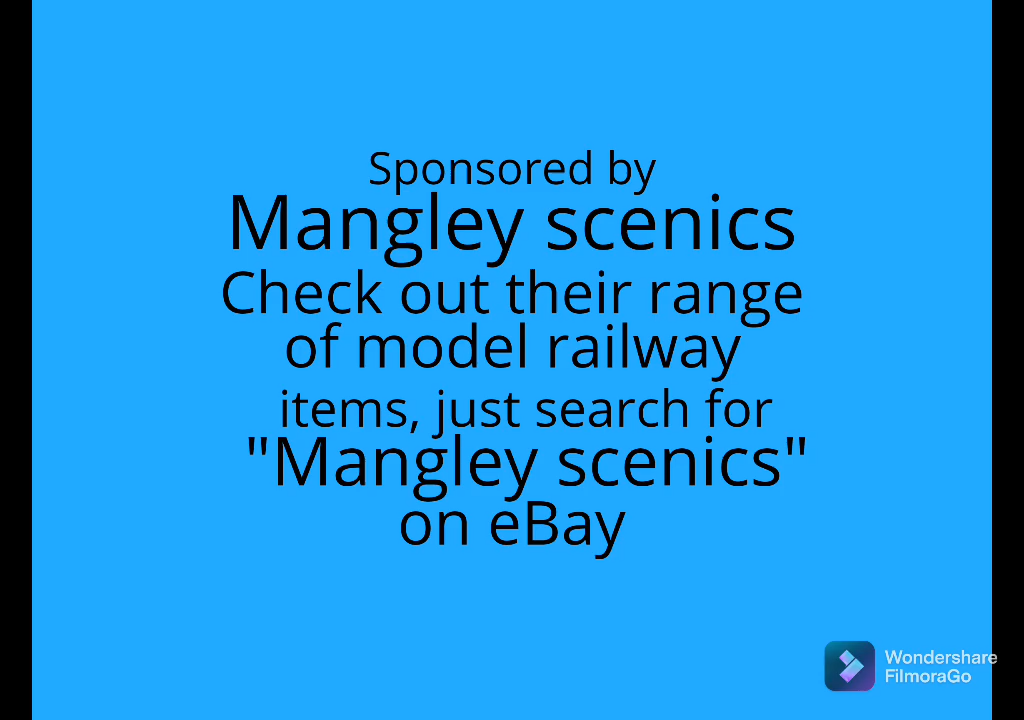 Sponsored by
Mangley scenics
Check out their range
of model railway
items, just search for
"Mangley scenics"
on eBay
Wondershare
FilmoraGo